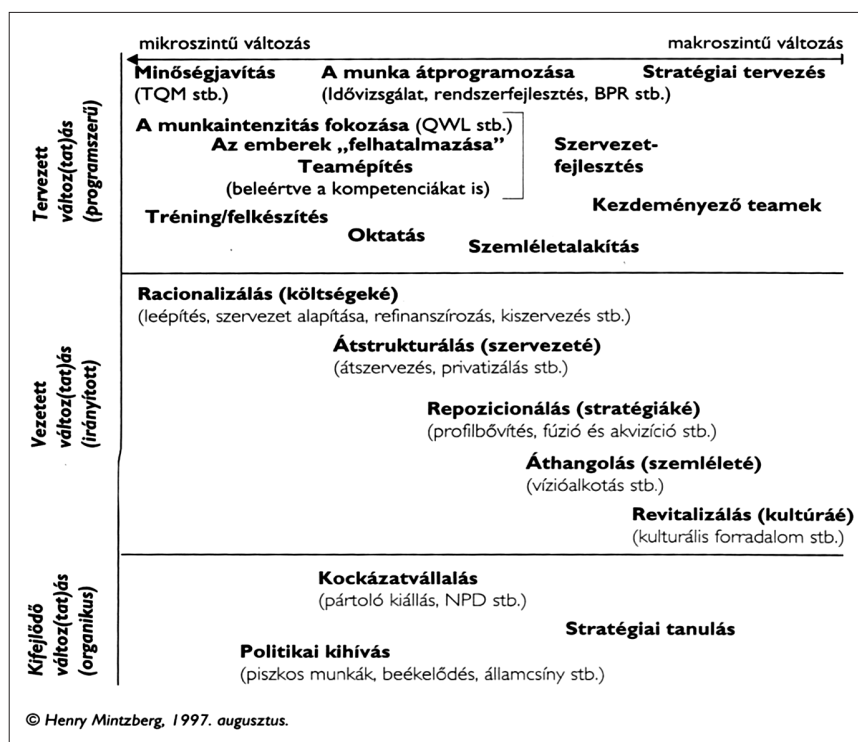 mikroszintű változás makroszintű változás
Tervezett
változ(tat)ás
(programszerű)
Minőségjavítás A munka átprogramozása Stratégiai tervezés
(TQM stb.) (Idővizsgálat, rendszerfejlesztés, BPR stb.)
A munkaintenzitás fokozása (QWL stb.)
Az emberek „felhatalmazása” Szervezet-
Teamépítés fejlesztés
(beleértve a kompetenciákat is)
Kezdeményező teamek
Tréning/felkészítés
Oktatás Szemléletalakítás
Vezetett
változ(tat)ás
(irányított)
Racionalizálás (költségeké)
(leépítés, szervezet alapítása, refinanszírozás, kiszervezés stb.)
Átstrukturálás (szervezeté)
(átszervezés, privatizálás stb.)
Repozicionálás (stratégiáké)
(profilbővítés, fúzió és akvizíció stb.)
Áthangolás (szemléleté)
(vízióalkotás stb.)
Revitalizálás (kultúráé)
(kulturális forradalom stb.)
Kifejlődő
változ(tat)ás
(organikus)
Kockázatvállalás
(pártoló kiállás, NPD stb.)
Stratégiai tanulás
Politikai kihívás
(piszkos munkák, beékelődés, államcsíny stb.)
© Henry Mintzberg, 1997. augusztus.